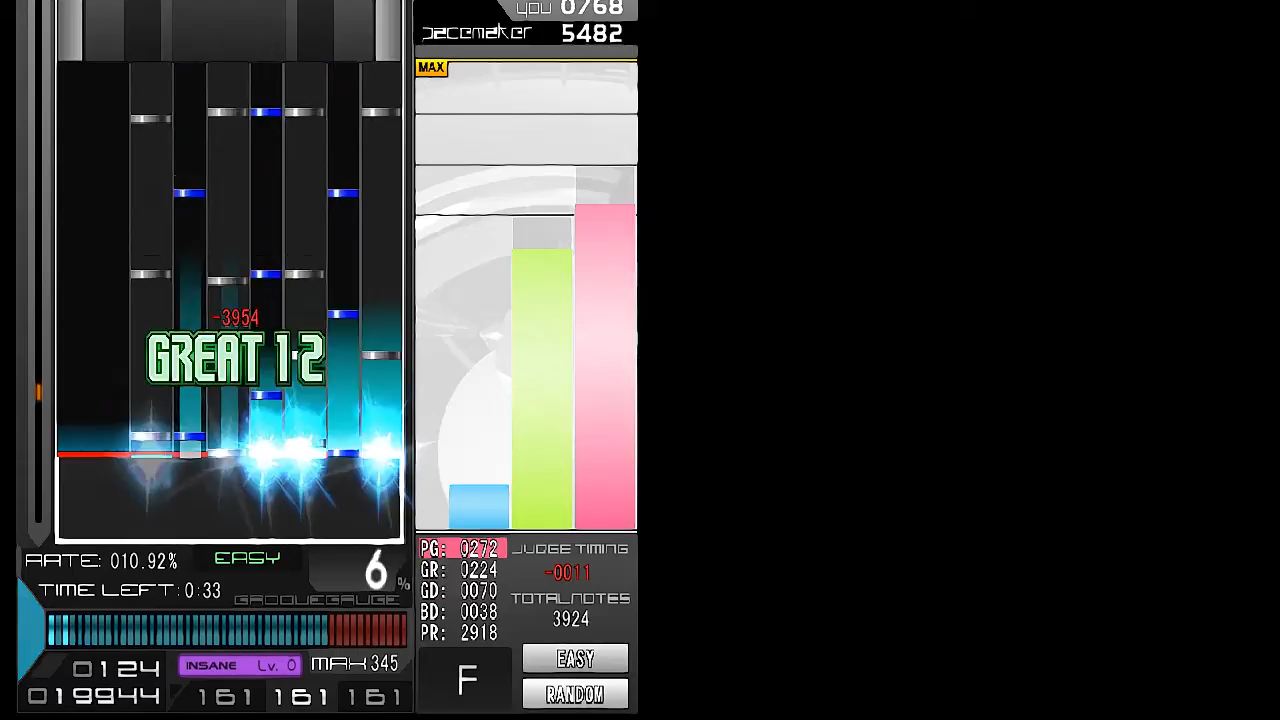 you 0768
pacemaker 5482
MAX
-3954
GREAT 1-2
RATE: 010.92% EASY 6 %
TIME LEFT: 0:33
GROOVEGAUGE
0124 INSANE Lv. 0 MAX 345
019944 161 161 161
PG: 0272 JUDGE TIMING
GR: 0224 -0011
GD: 0070 TOTALNOTES
BD: 0038 3924
PR: 2918
F
EASY
RANDOM